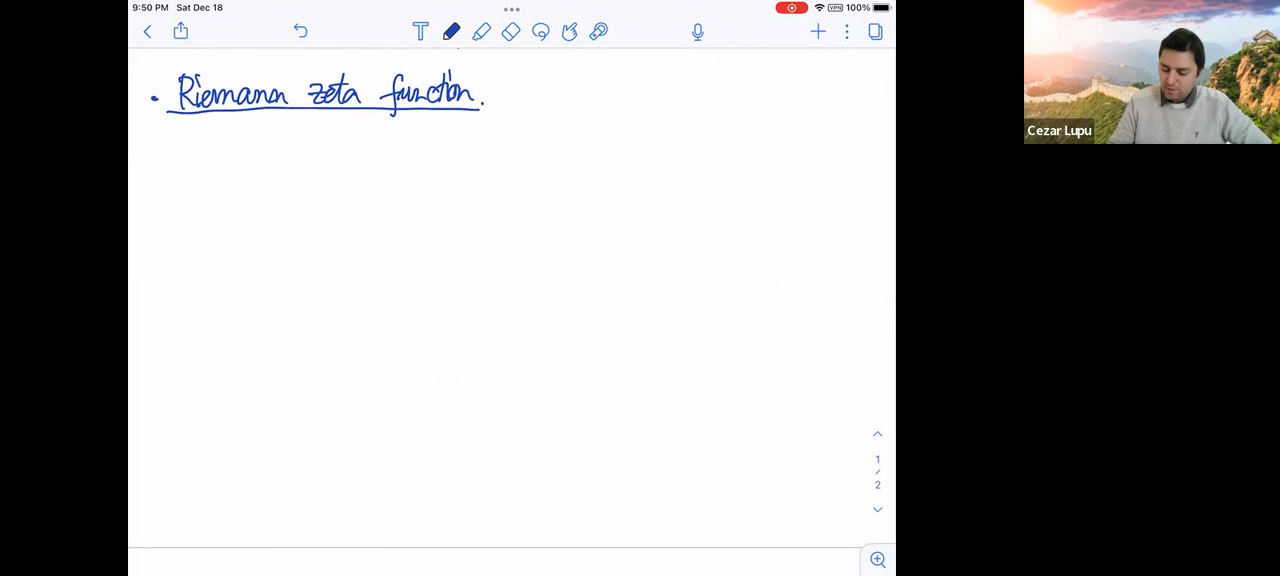 9:50 PM Sat Dec 18
VPN 100%
T
• Riemann zeta function.
Cezar Lupu
1
/
2